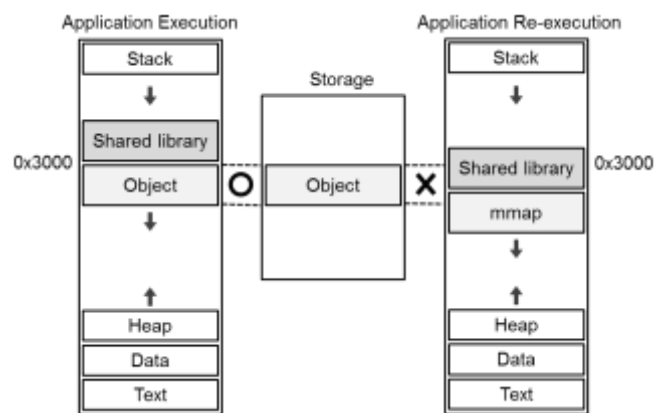 Application Execution
Stack
Shared library
0x3000
Object
Heap
Data
Text
Storage
O
Object
X
Application Re-execution
Stack
Shared library
0x3000
mmap
Heap
Data
Text